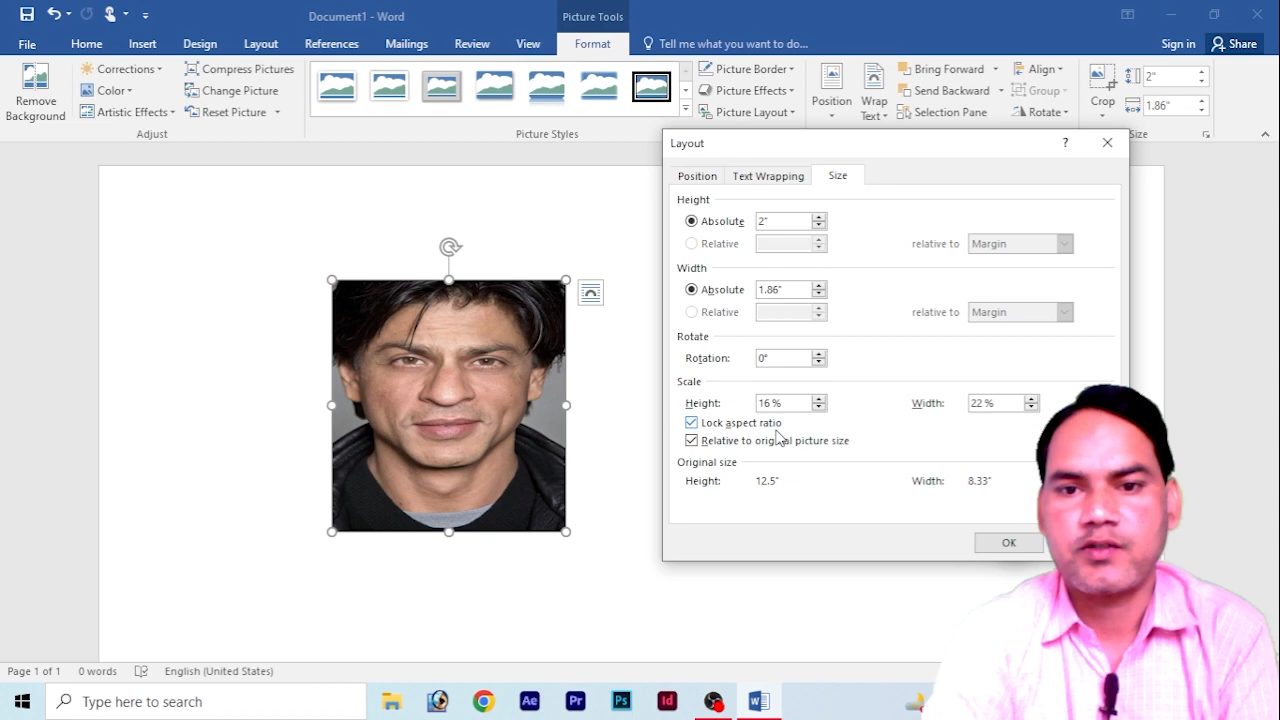 Document1 - Word
Picture Tools
File
Home
Insert
Design
Layout
References
Mailings
Review
View
Format
Tell me what you want to do...
Sign in
Share
Remove
Background
Corrections
Color
Artistic Effects
Compress Pictures
Change Picture
Reset Picture
Adjust
Picture Styles
Picture Border
Picture Effects
Picture Layout
Position
Wrap
Text
Bring Forward
Send Backward
Selection Pane
Align
Group
Rotate
Crop
2"
1.86"
Size
Layout
?
Position
Text Wrapping
Size
Height
Absolute 2"
Relative relative to Margin
Width
Absolute 1.86"
Relative relative to Margin
Rotate
Rotation: 0°
Scale
Height: 16 % Width: 22 %
Lock aspect ratio
Relative to original picture size
Original size
Height: 12.5" Width: 8.33"
OK
Page 1 of 1 0 words English (United States)
Type here to search
Ae
Pr
Ps
Id